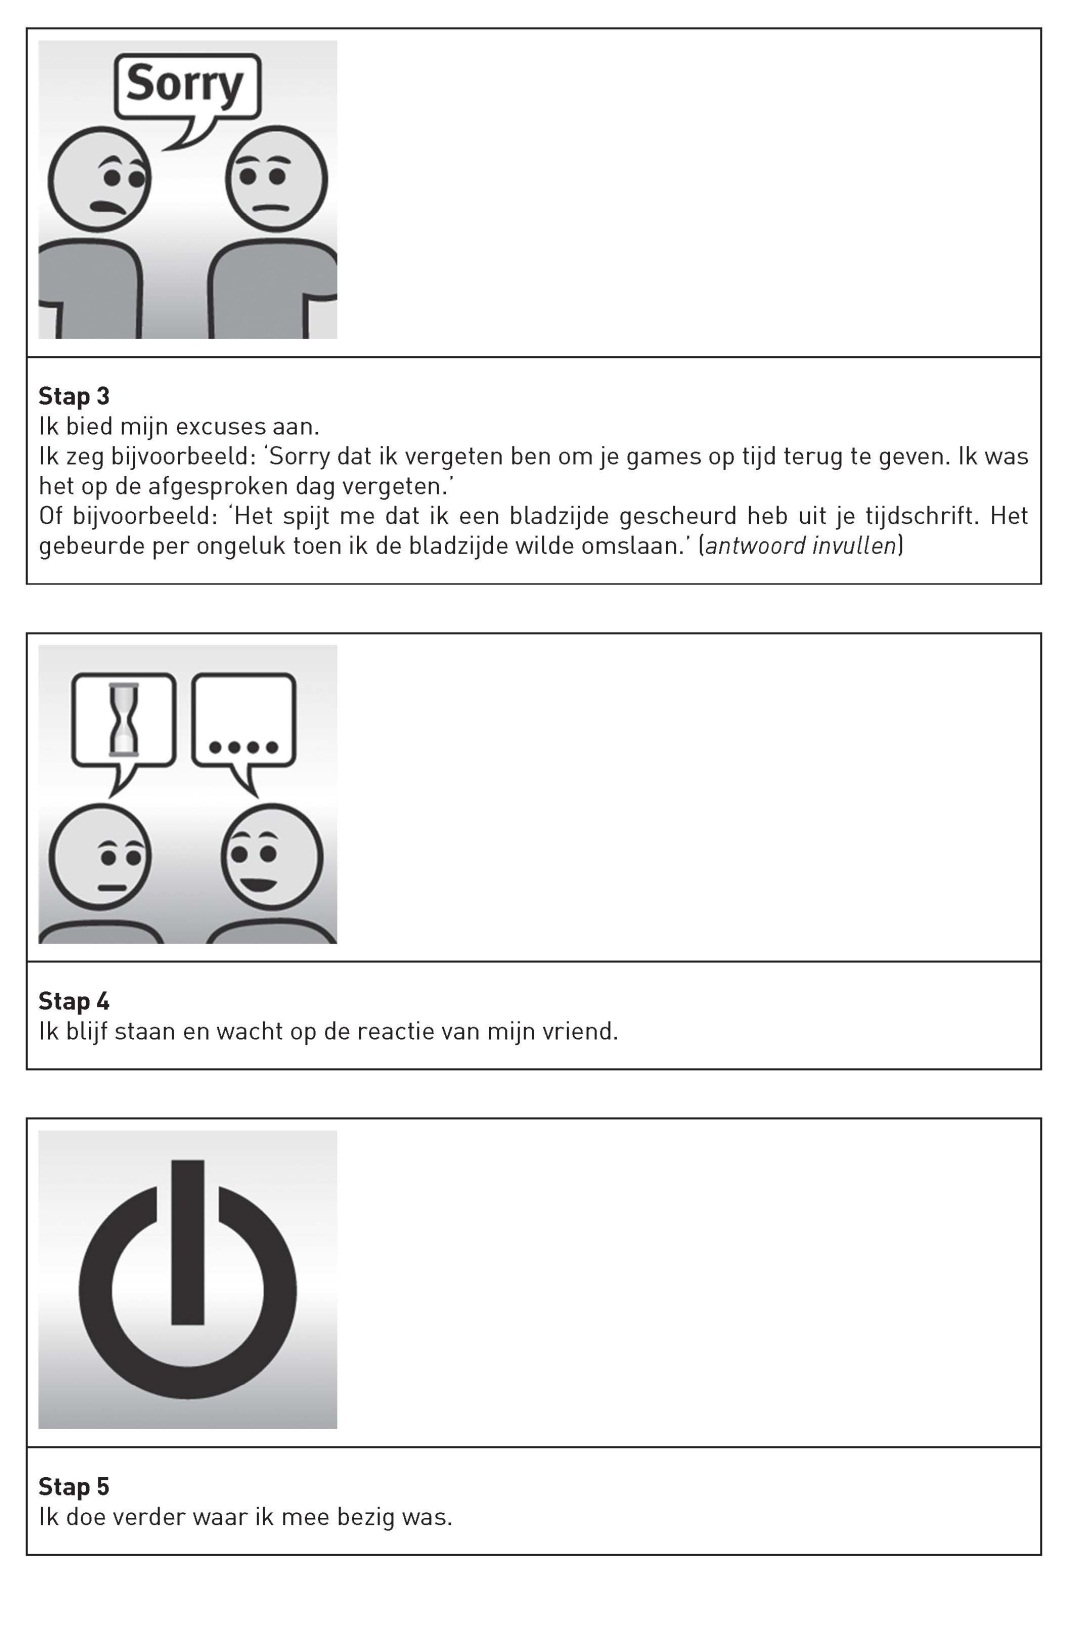 Sorry
Stap 3
Ik bied mijn excuses aan.
Ik zeg bijvoorbeeld: ‘Sorry dat ik vergeten ben om je games op tijd terug te geven. Ik was
het op de afgesproken dag vergeten.’
Of bijvoorbeeld: ‘Het spijt me dat ik een bladzijde gescheurd heb uit je tijdschrift. Het
gebeurde per ongeluk toen ik de bladzijde wilde omslaan.’ (antwoord invullen)
Stap 4
Ik blijf staan en wacht op de reactie van mijn vriend.
Stap 5
Ik doe verder waar ik mee bezig was.